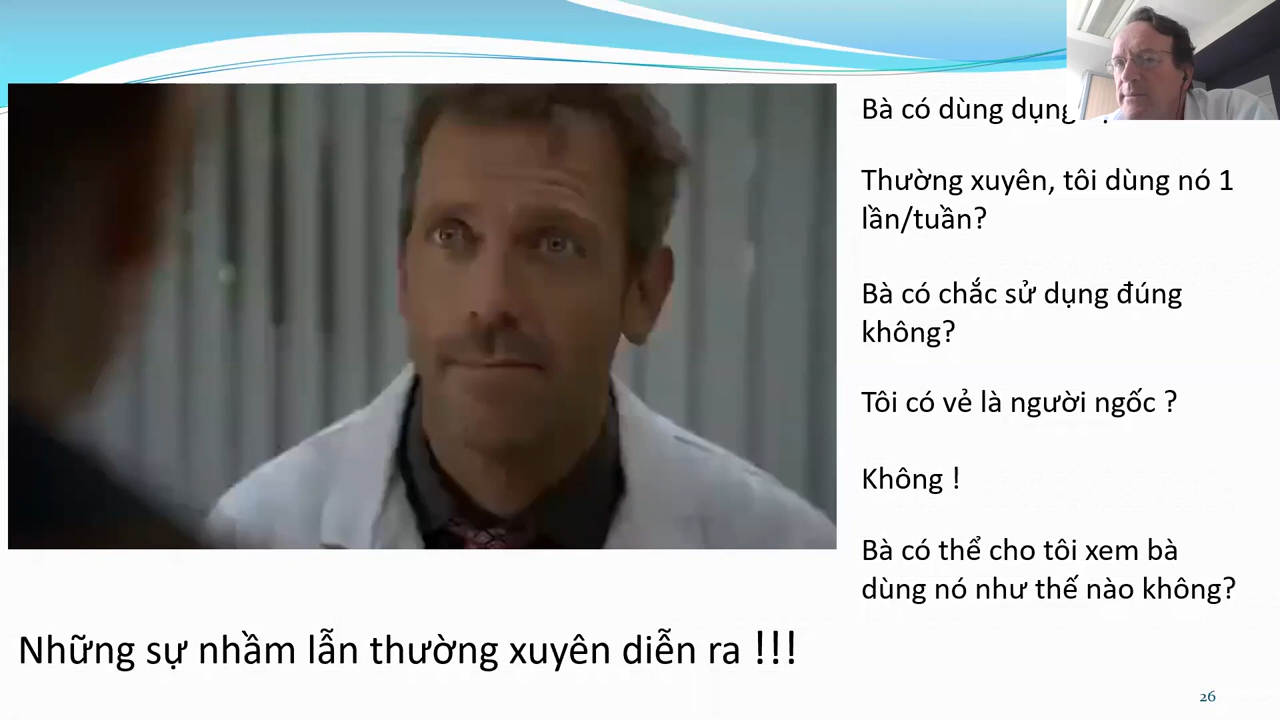 Bà có dùng dụng
Thường xuyên, tôi dùng nó 1
lần/tuần?
Bà có chắc sử dụng đúng
không?
Tôi có vẻ là người ngốc ?
Không !
Bà có thể cho tôi xem bà
dùng nó như thế nào không?
Những sự nhầm lẫn thường xuyên diễn ra !!!
26